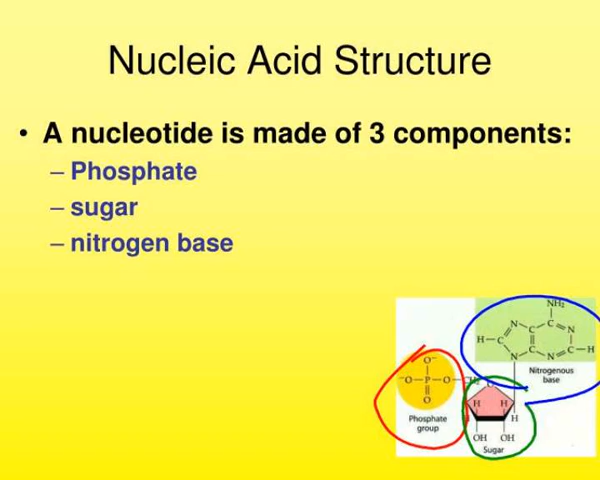 Nucleic Acid Structure
• A nucleotide is made of 3 components:
– Phosphate
– sugar
– nitrogen base
NH₂
N C N
H C C
C C H
N N
O⁻
⁻O P O CH₂
O
Nitrogenous
base
H H
Phosphate
group
H
OH OH
Sugar